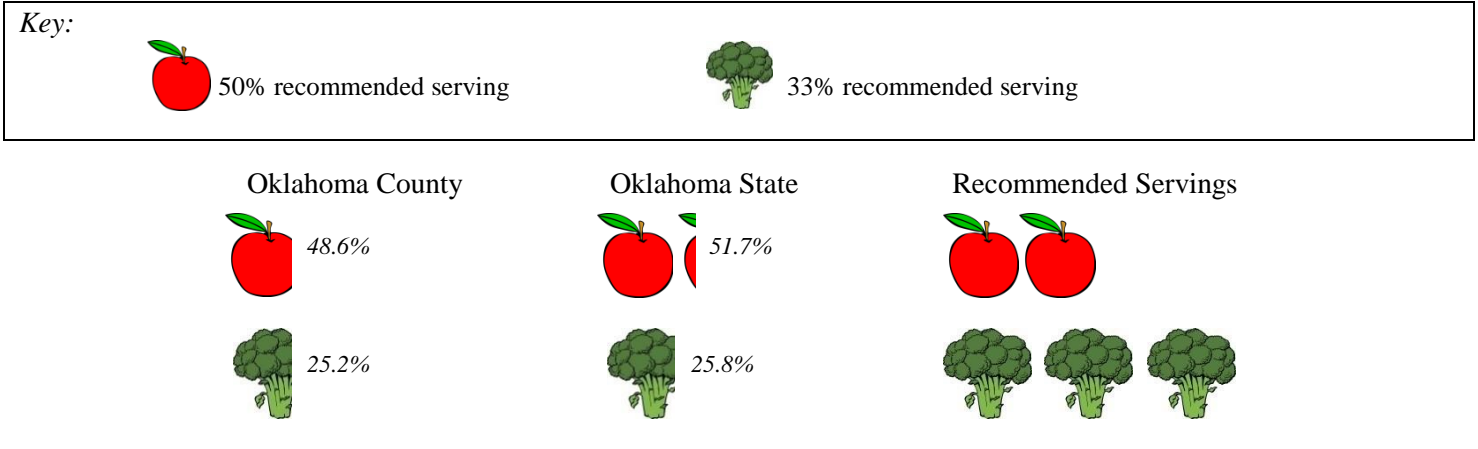 Key:
50% recommended serving 33% recommended serving
Oklahoma County Oklahoma State Recommended Servings
48.6% 51.7%
25.2% 25.8%